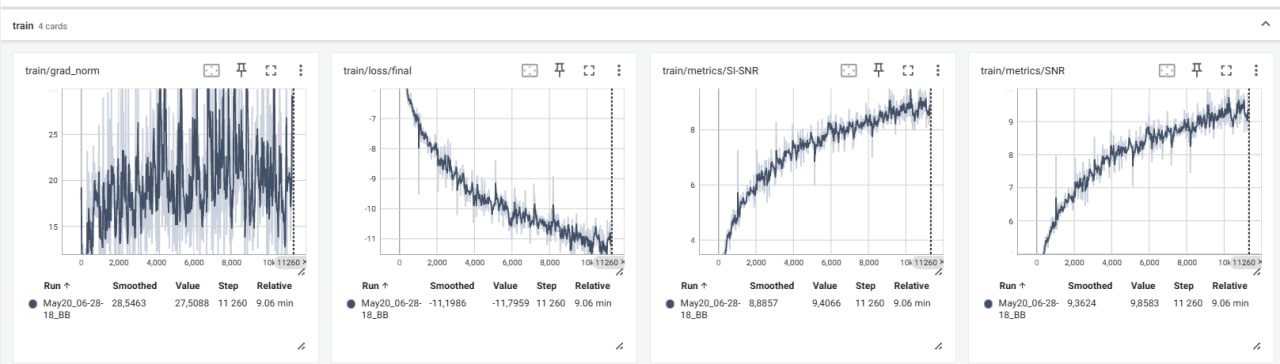 train 4 cards
train/grad_norm
25
20
15
0 2,000 4,000 6,000 8,000 10k 11260
Run ↑ Smoothed Value Step Relative
May20_06-28-18_BB 28,5463 27,5088 11 260 9.06 min
train/loss/final
-7
-8
-9
-10
-11
0 2,000 4,000 6,000 8,000 10k 11260
Run ↑ Smoothed Value Step Relative
May20_06-28-18_BB -11,1986 -11,7959 11 260 9.06 min
train/metrics/SI-SNR
8
6
4
0 2,000 4,000 6,000 8,000 10k 11260
Run ↑ Smoothed Value Step Relative
May20_06-28-18_BB 8,8857 9,4066 11 260 9.06 min
train/metrics/SNR
9
8
7
6
0 2,000 4,000 6,000 8,000 10k 11260
Run ↑ Smoothed Value Step Relative
May20_06-28-18_BB 9,3624 9,8583 11 260 9.06 min